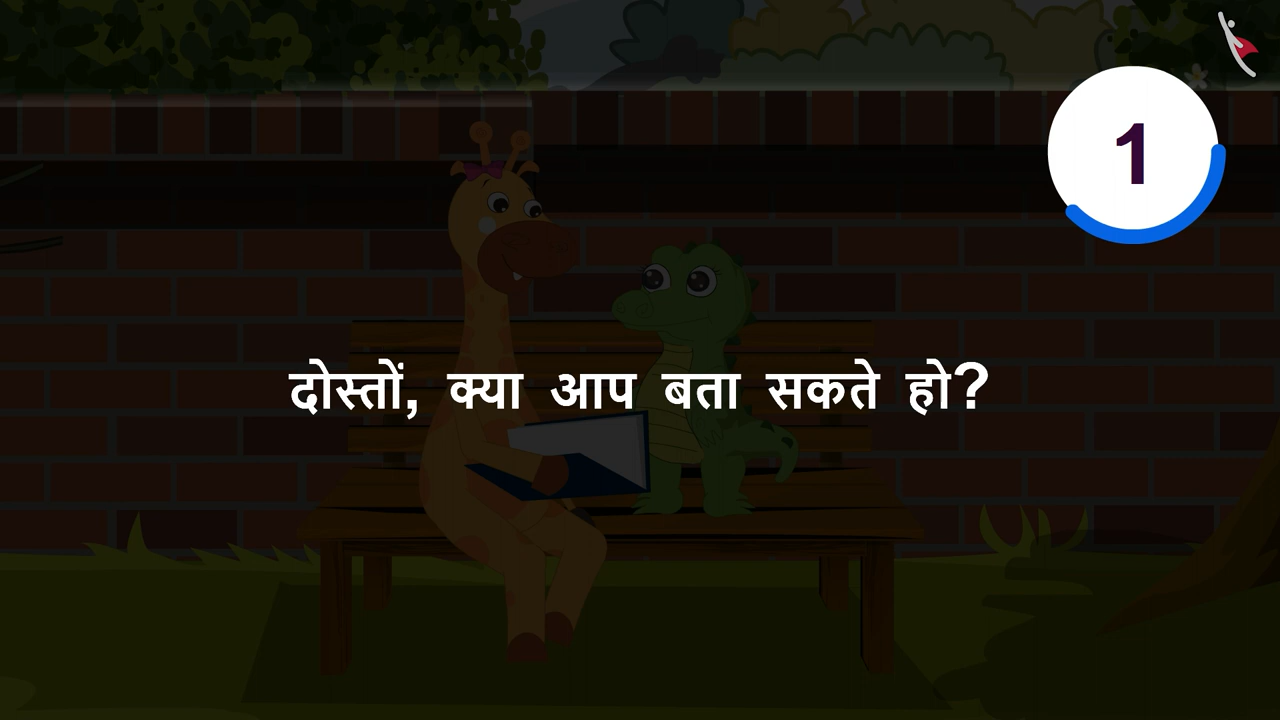 1
दोस्तों, क्या आप बता सकते हो?